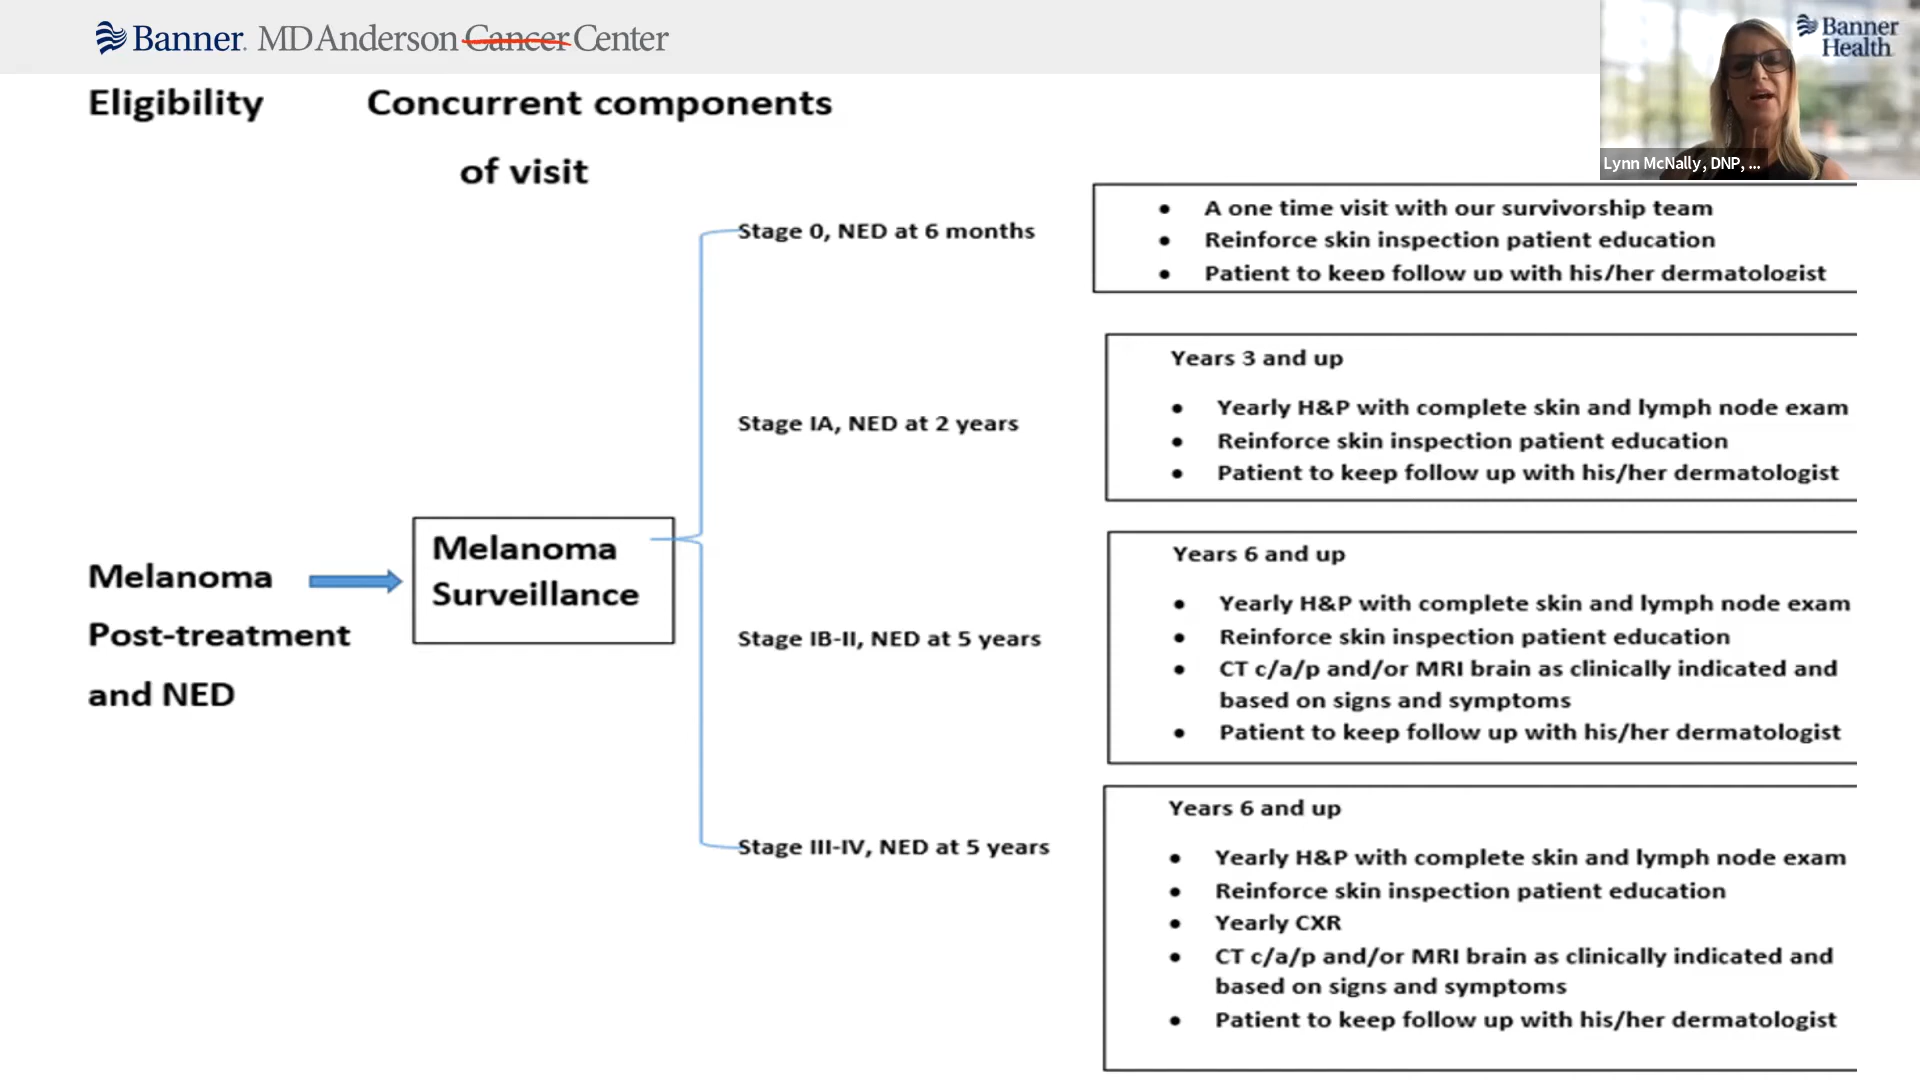 Banner MD Anderson Cancer Center
Banner
Health
Lynn McNally, DNP, ...
Eligibility Concurrent components
of visit
Melanoma
Post-treatment
and NED
Melanoma
Surveillance
Stage 0, NED at 6 months
• A one time visit with our survivorship team
• Reinforce skin inspection patient education
• Patient to keep follow up with his/her dermatologist
Stage IA, NED at 2 years
Years 3 and up
• Yearly H&P with complete skin and lymph node exam
• Reinforce skin inspection patient education
• Patient to keep follow up with his/her dermatologist
Stage IB-II, NED at 5 years
Years 6 and up
• Yearly H&P with complete skin and lymph node exam
• Reinforce skin inspection patient education
• CT c/a/p and/or MRI brain as clinically indicated and
based on signs and symptoms
• Patient to keep follow up with his/her dermatologist
Stage III-IV, NED at 5 years
Years 6 and up
• Yearly H&P with complete skin and lymph node exam
• Reinforce skin inspection patient education
• Yearly CXR
• CT c/a/p and/or MRI brain as clinically indicated and
based on signs and symptoms
• Patient to keep follow up with his/her dermatologist